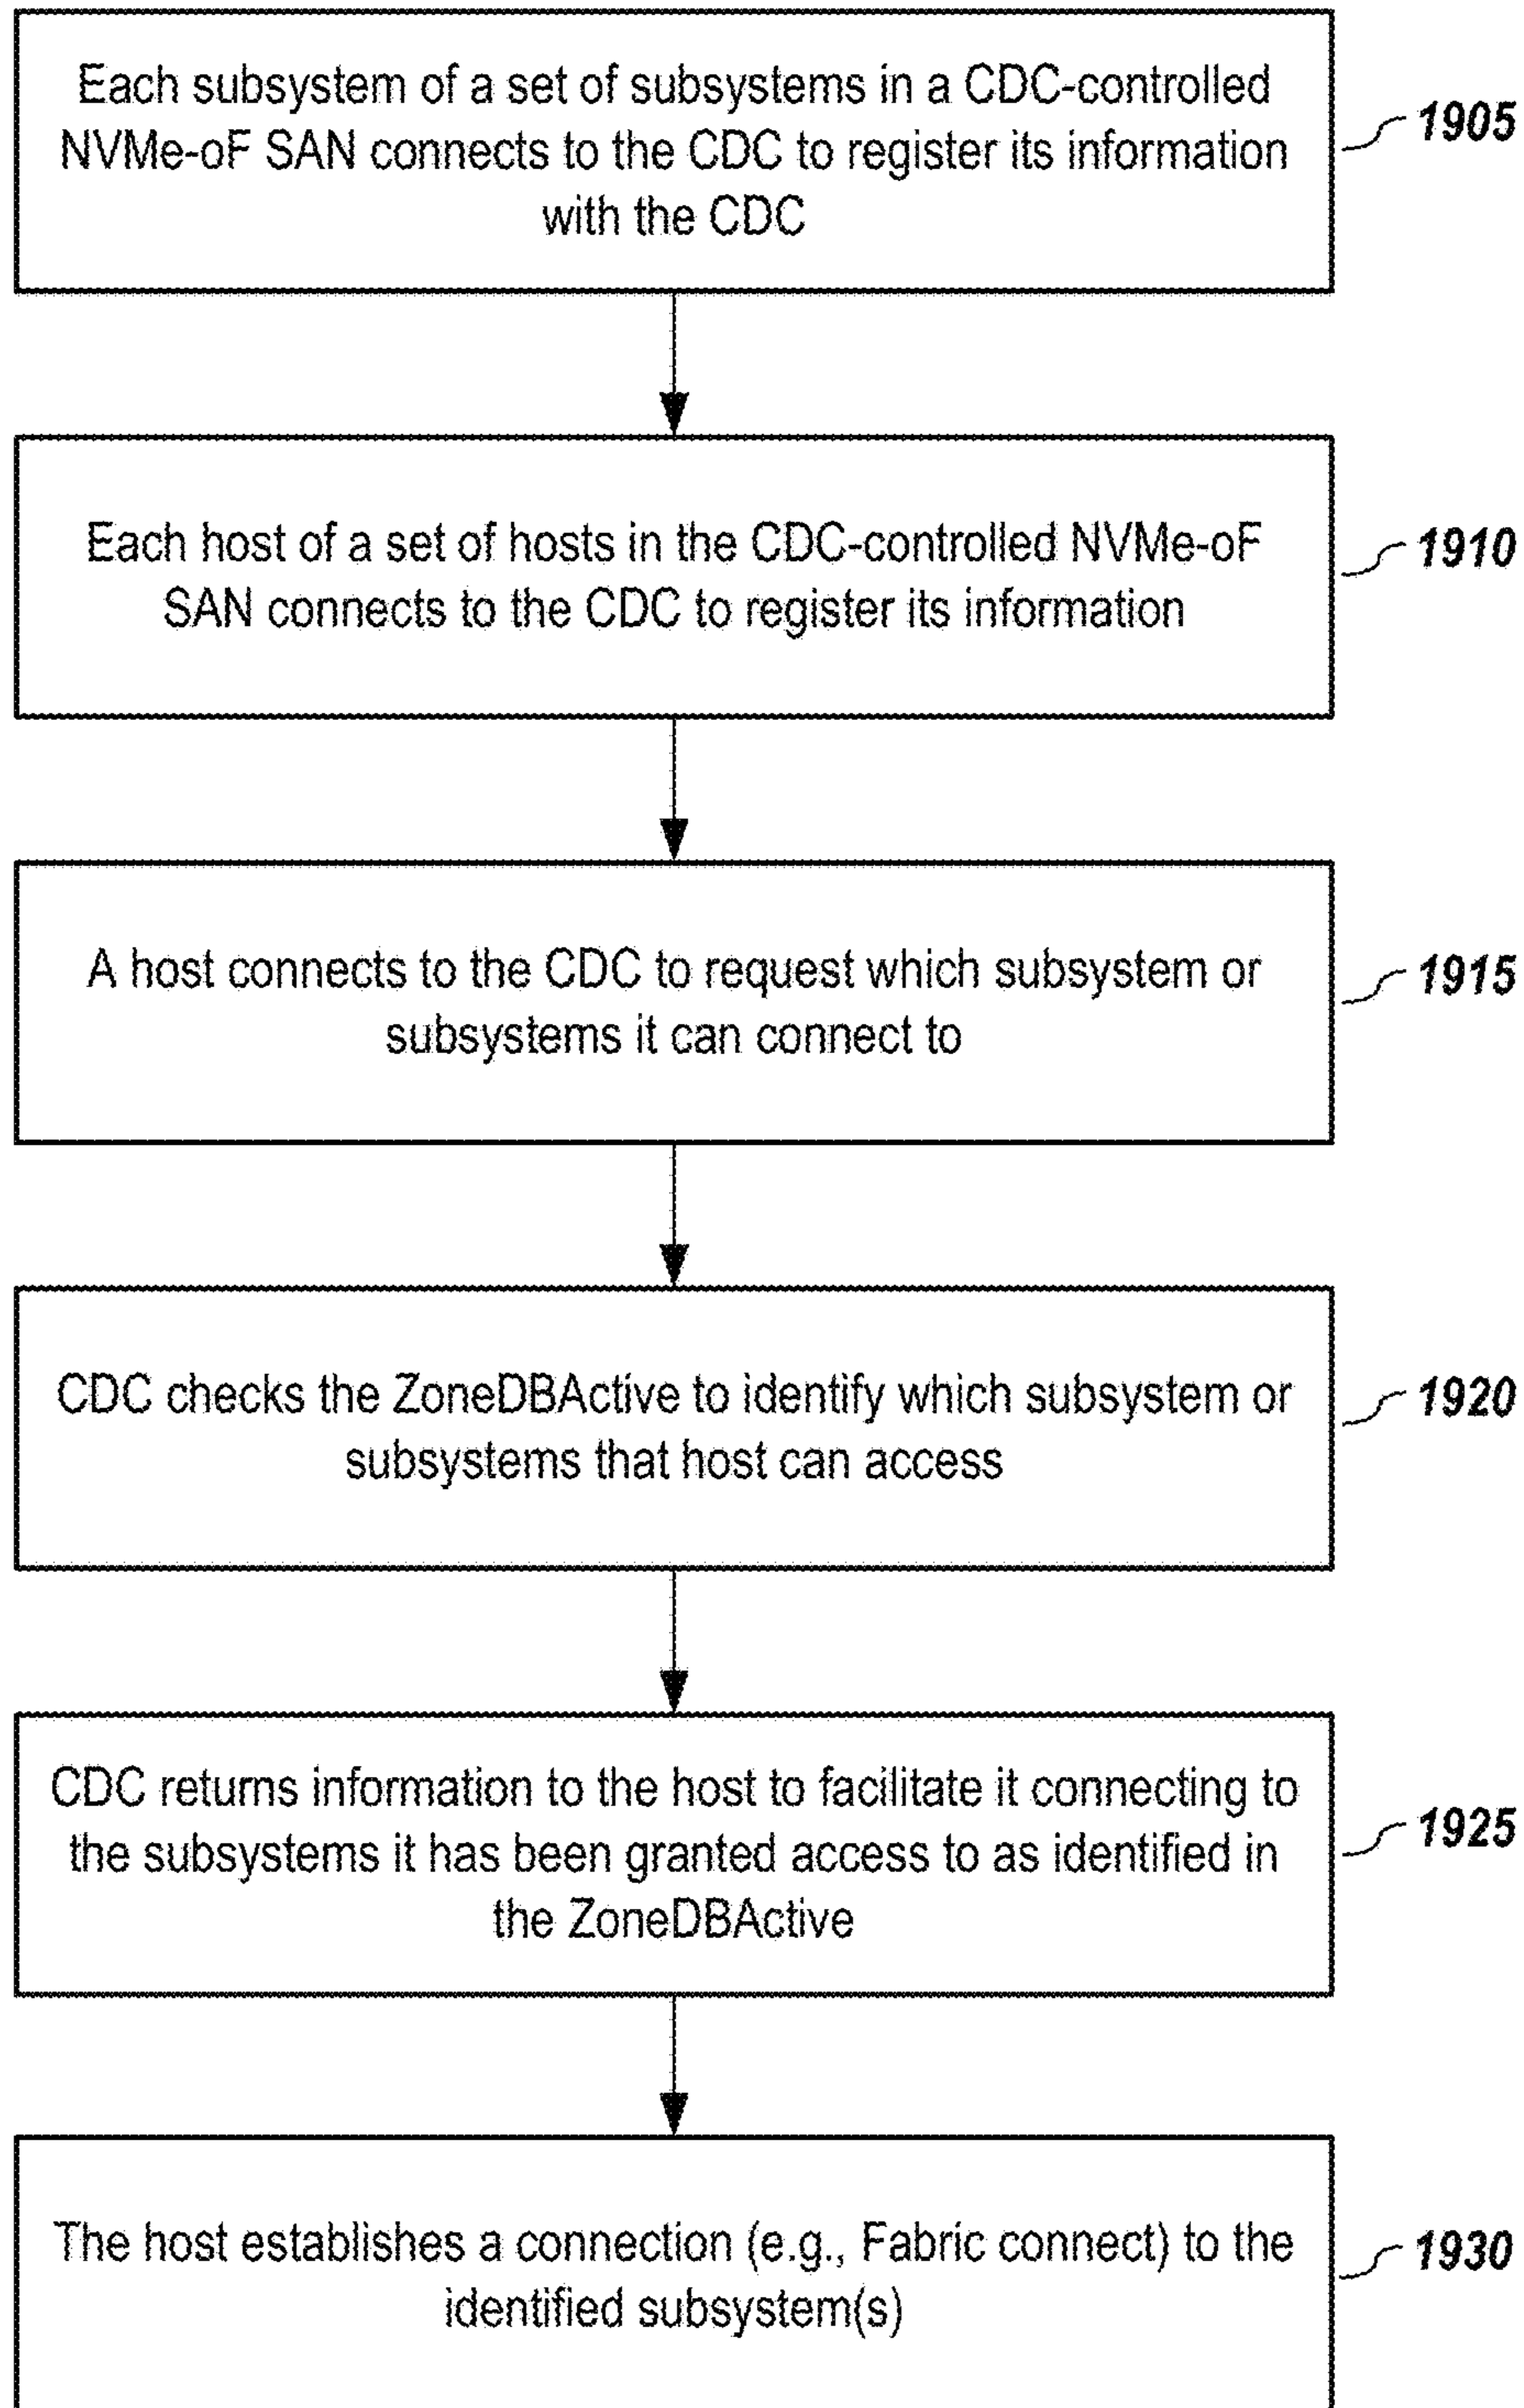 Each subsystem of a set of subsystems in a CDC-controlled
NVMe-oF SAN connects to the CDC to register its information
with the CDC
1905
Each host of a set of hosts in the CDC-controlled NVMe-oF
SAN connects to the CDC to register its information
1910
A host connects to the CDC to request which subsystem or
subsystems it can connect to
1915
CDC checks the ZoneDBActive to identify which subsystem or
subsystems that host can access
1920
CDC returns information to the host to facilitate it connecting to
the subsystems it has been granted access to as identified in
the ZoneDBActive
1925
The host establishes a connection (e.g., Fabric connect) to the
identified subsystem(s)
1930